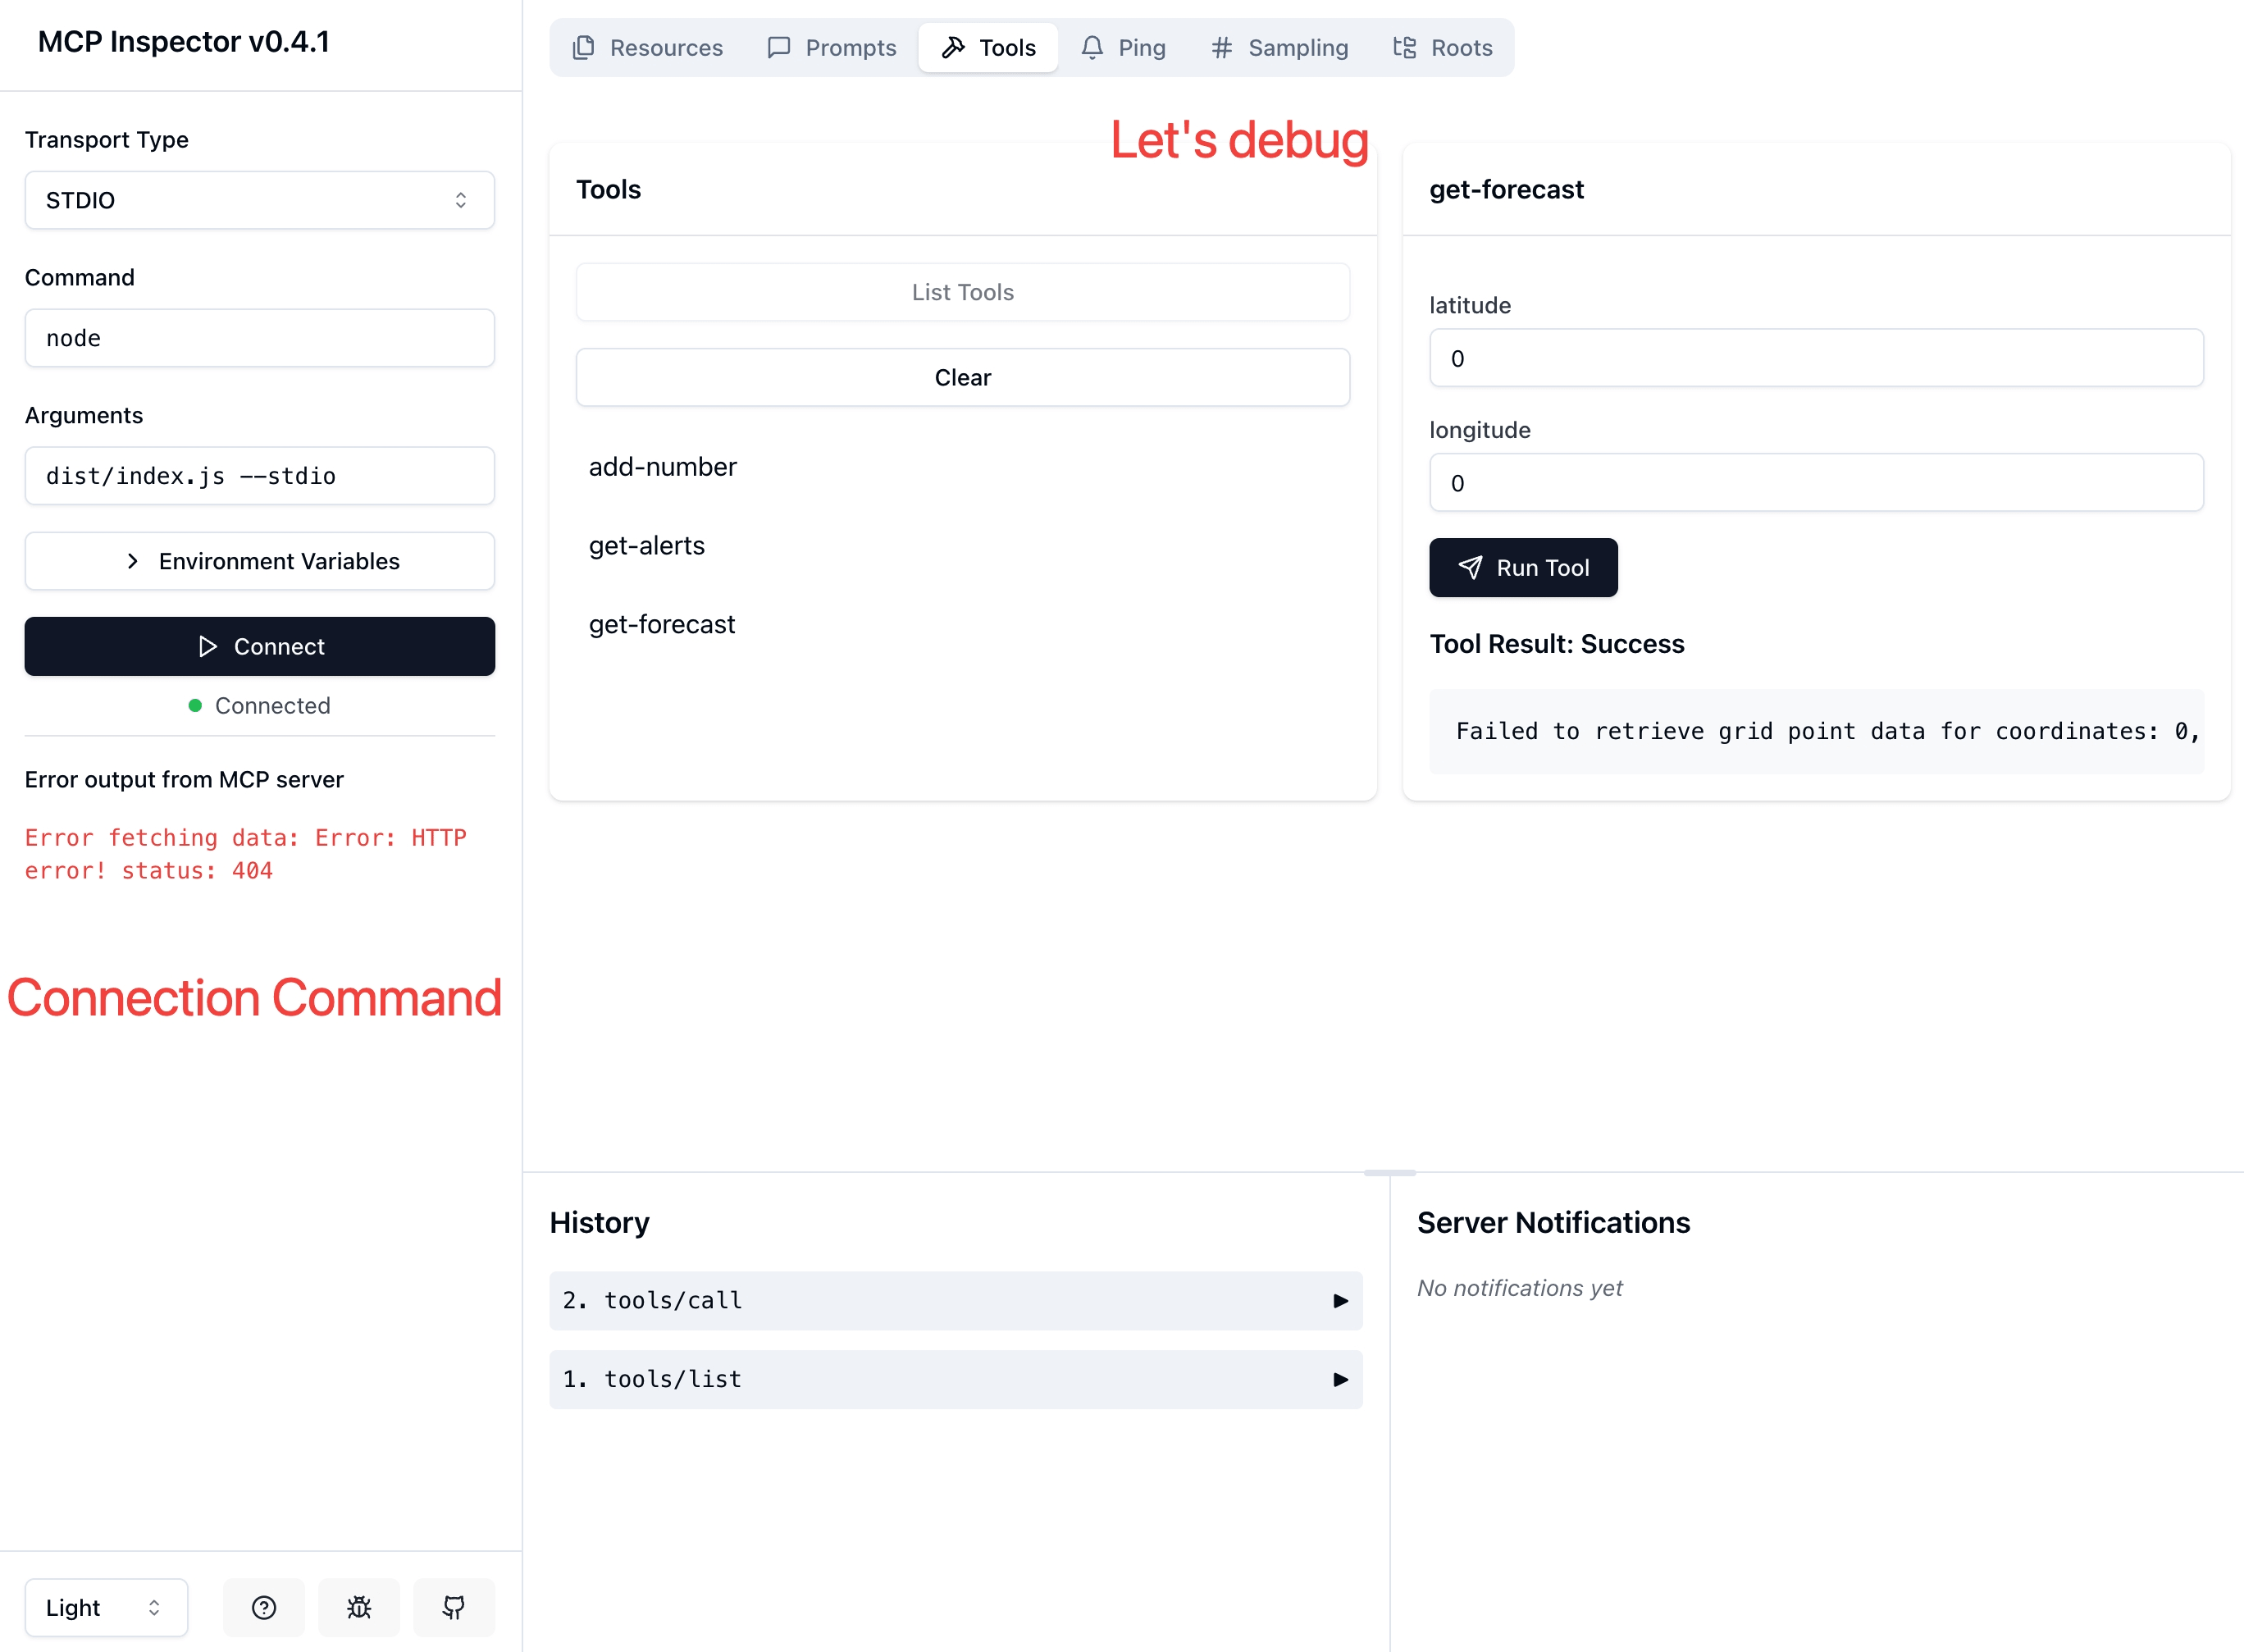 MCP Inspector v0.4.1
Transport Type
STDIO
Command
node
Arguments
dist/index.js --stdio
Environment Variables
Connect
Connected
Error output from MCP server
Error fetching data: Error: HTTP
error! status: 404
Connection Command
Light
Resources Prompts Tools Ping Sampling Roots
Let's debug
Tools
List Tools
Clear
add-number
get-alerts
get-forecast
get-forecast
latitude
0
longitude
0
Run Tool
Tool Result: Success
Failed to retrieve grid point data for coordinates: 0,
History
2. tools/call
1. tools/list
Server Notifications
No notifications yet